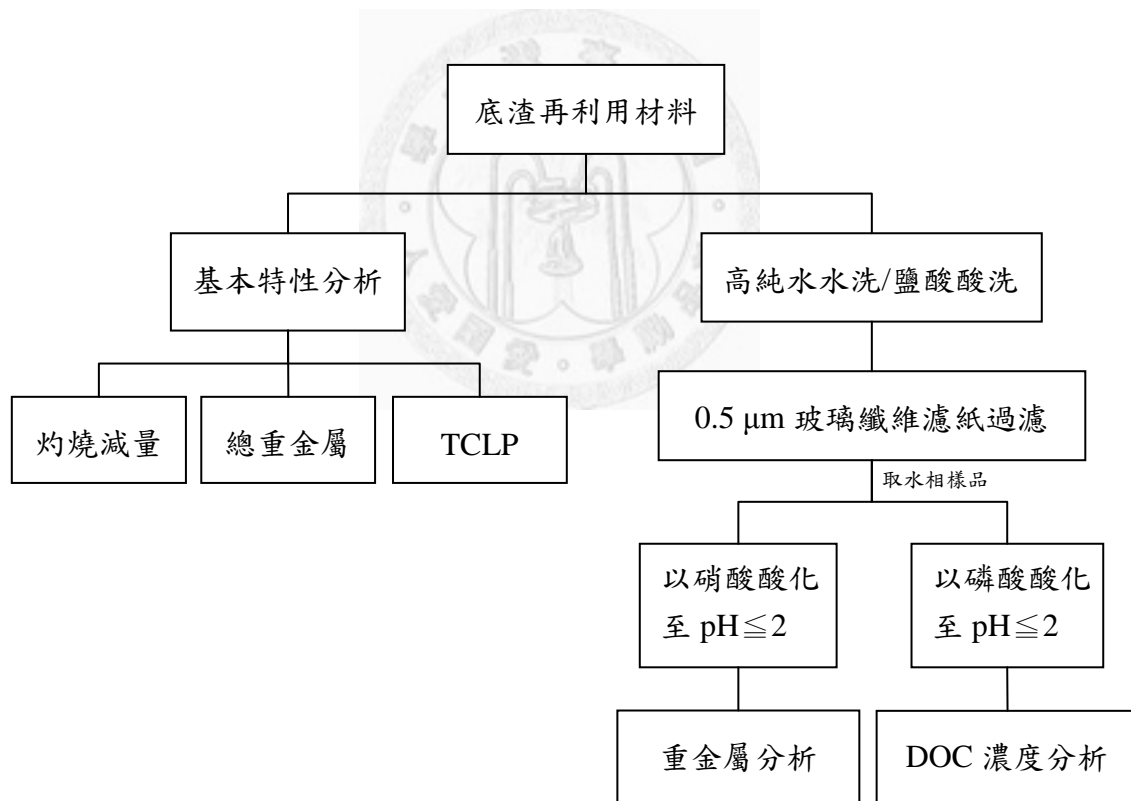 底渣再利用材料
基本特性分析
高純水水洗/鹽酸酸洗
灼燒減量
總重金屬
TCLP
0.5 μm 玻璃纖維濾紙過濾
取水相樣品
以硝酸酸化
至 pH≦2
以磷酸酸化
至 pH≦2
重金屬分析
DOC 濃度分析